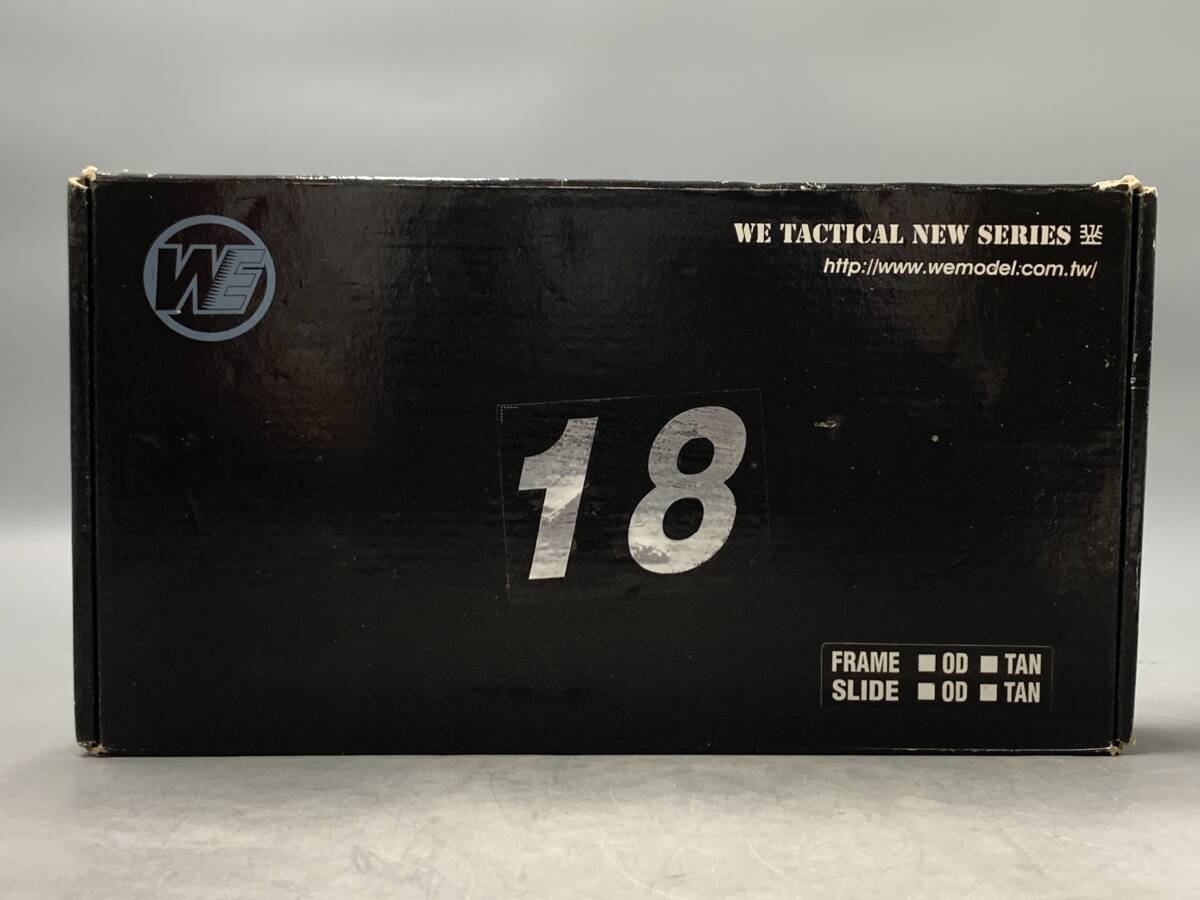 WE
WE TACTICAL NEW SERIES
http://www.wemodel.com.tw/
18
FRAME OD TAN
SLIDE OD TAN